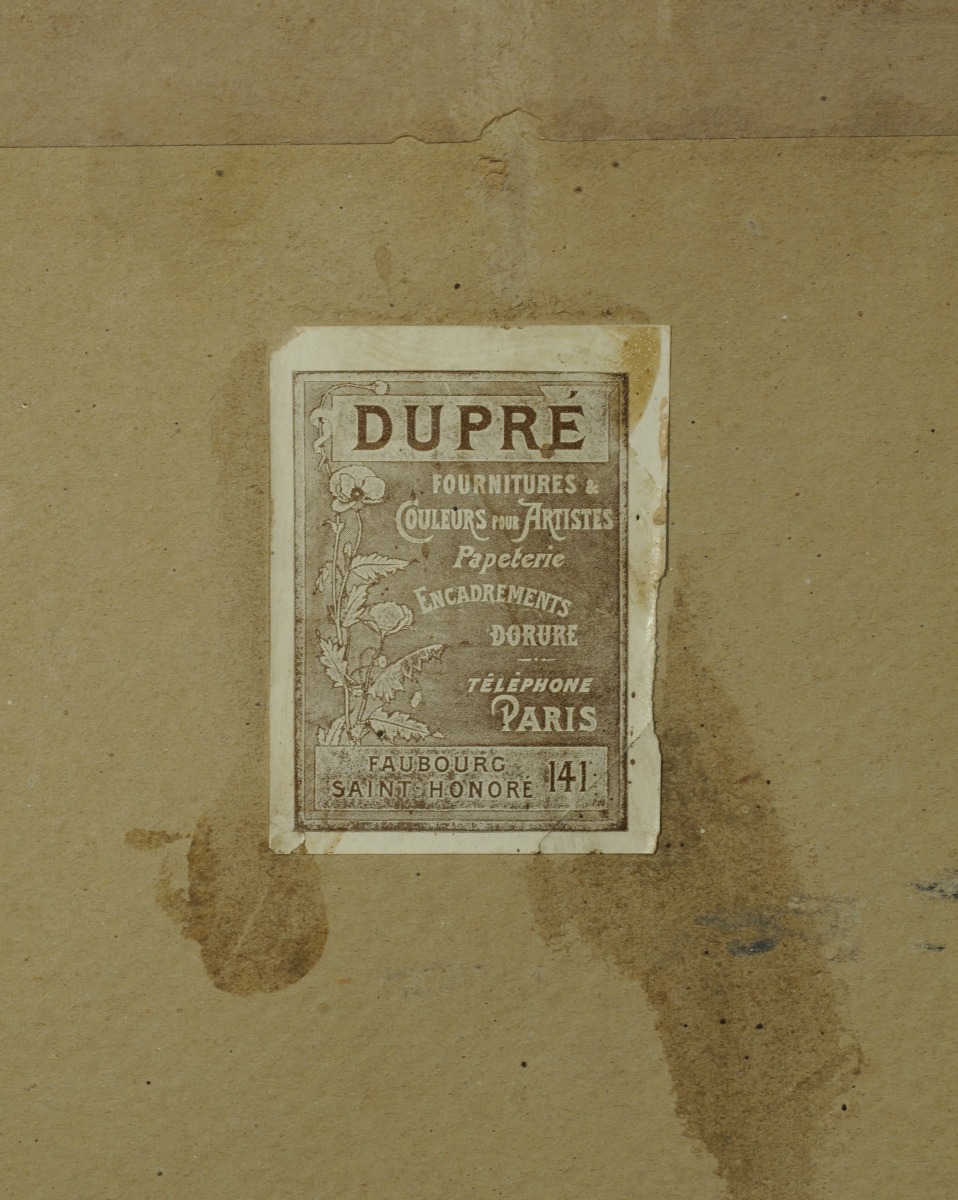 DUPRÉ
FOURNITURES &
COULEURS POUR ARTISTES
Papeterie
ENCADREMENTS
DORURE
TÉLÉPHONE
PARIS
FAUBOURG
SAINT-HONORÉ 141